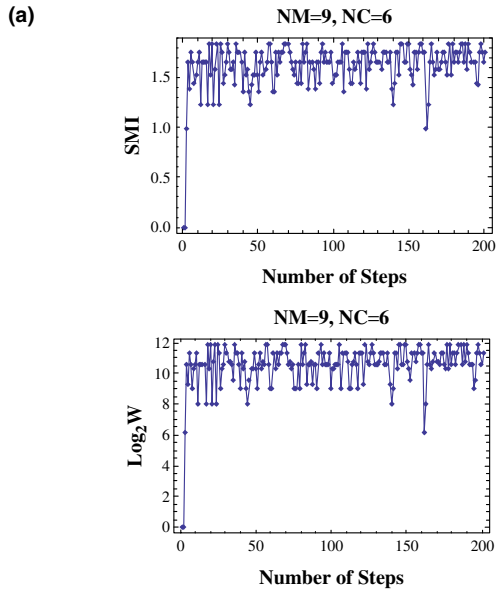 (a)
NM=9, NC=6
SMI
1.5
1.0
0.5
0.0
0 50 100 150 200
Number of Steps
NM=9, NC=6
Log₂W
12
10
8
6
4
2
0
0 50 100 150 200
Number of Steps